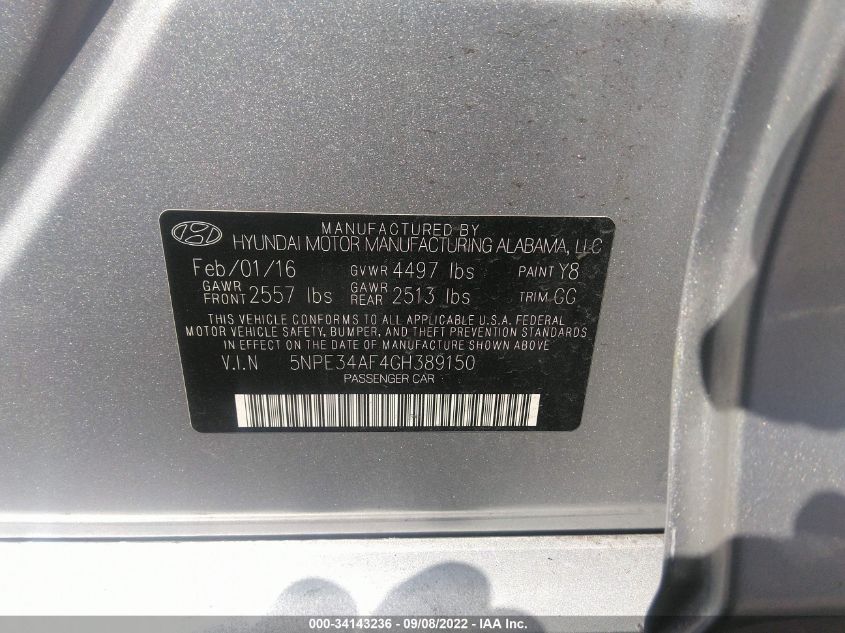 MANUFACTURED BY
HYUNDAI MOTOR MANUFACTURING ALABAMA, LLC
Feb/01/16 GVWR 4497 lbs PAINT Y8
GAWR FRONT 2557 lbs GAWR REAR 2513 lbs TRIM GG
THIS VEHICLE CONFORMS TO ALL APPLICABLE U.S.A. FEDERAL
MOTOR VEHICLE SAFETY, BUMPER, AND THEFT PREVENTION STANDARDS
IN EFFECT ON THE DATE OF MANUFACTURE SHOWN ABOVE
V.I.N 5NPE34AF4GH389150
PASSENGER CAR
000-34143236 - 09/08/2022 - IAA Inc.